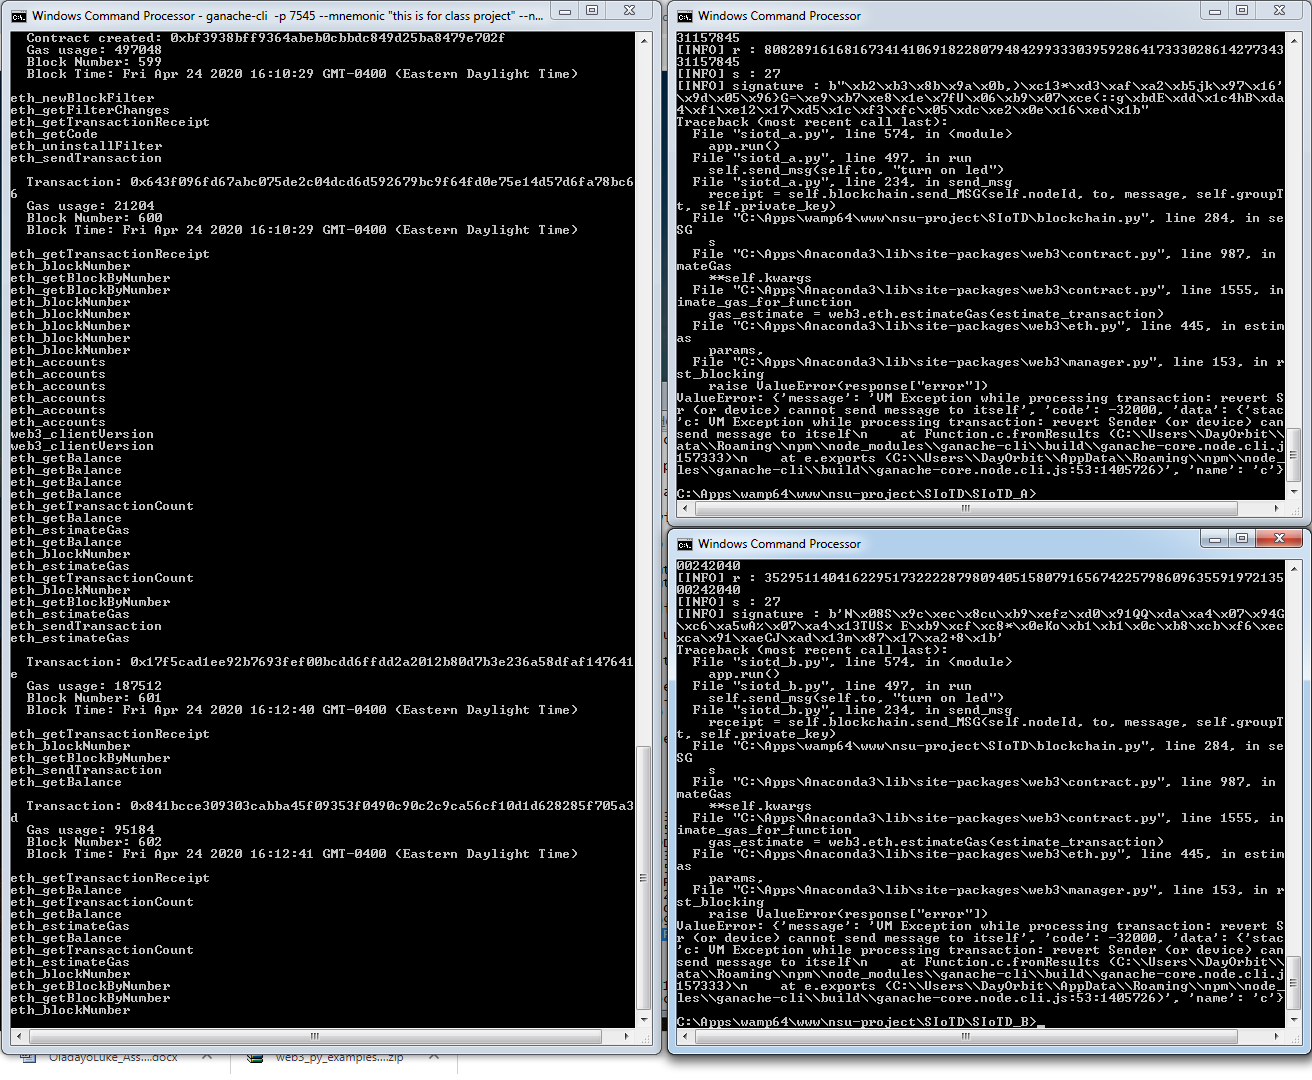 Windows Command Processor - ganache-cli  -p 7545 --mnemonic "this is for class project" --n...
Contract created: 0xbf3938bff9364abeb0cbbdc849d25ba8479e702f
Gas usage: 497048
Block Number: 599
Block Time: Fri Apr 24 2020 16:10:29 GMT-0400 (Eastern Daylight Time)
eth_newBlockFilter
eth_getFilterChanges
eth_getTransactionReceipt
eth_getCode
eth_uninstallFilter
eth_sendTransaction
Transaction: 0x643f096fd67abc075de2c04dcd6d592679bc9f64fd0e75e14d57d6fa78bc6
6
Gas usage: 21204
Block Number: 600
Block Time: Fri Apr 24 2020 16:10:29 GMT-0400 (Eastern Daylight Time)
eth_getTransactionReceipt
eth_blockNumber
eth_getBlockByNumber
eth_getBlockByNumber
eth_blockNumber
eth_blockNumber
eth_blockNumber
eth_blockNumber
eth_blockNumber
eth_accounts
eth_accounts
eth_accounts
eth_accounts
eth_accounts
eth_accounts
web3_clientVersion
web3_clientVersion
eth_getBalance
eth_getBalance
eth_getBalance
eth_getBalance
eth_getTransactionCount
eth_getBalance
eth_estimateGas
eth_getBalance
eth_blockNumber
eth_estimateGas
eth_getTransactionCount
eth_blockNumber
eth_getBlockByNumber
eth_estimateGas
eth_sendTransaction
eth_estimateGas
Transaction: 0x17f5cad1ee92b7693fef00bcdd6ffdd2a2012b80d7b3e236a58dfaf147641
e
Gas usage: 187512
Block Number: 601
Block Time: Fri Apr 24 2020 16:12:40 GMT-0400 (Eastern Daylight Time)
eth_getTransactionReceipt
eth_blockNumber
eth_getBlockByNumber
eth_sendTransaction
eth_getBalance
Transaction: 0x841bcce309303cabba45f09353f0490c90c2c9ca56cf10d1d628285f705a3
d
Gas usage: 95184
Block Number: 602
Block Time: Fri Apr 24 2020 16:12:41 GMT-0400 (Eastern Daylight Time)
eth_getTransactionReceipt
eth_getBalance
eth_getTransactionCount
eth_getBalance
eth_estimateGas
eth_getBalance
eth_getTransactionCount
eth_estimateGas
eth_blockNumber
eth_getBlockByNumber
eth_getBlockByNumber
eth_blockNumber
Windows Command Processor
31157845
[INFO] r : 80828916168167341410691822807948429933303959286417333028614277343
31157845
[INFO] s : 27
[INFO] signature : b"\xb2\xb3\x8b\x9a\x0b,)\xc13*\xd3\xaf\xa2\xb5jk\x97\x16'
\x9d\x05\x96)G=\xe9\xb7\xe8\x1e\x7fU\x06\xb9\x07\xce(::g\xbdE\xdd\x1c4hB\xda
4\xf1\xe12\x17\xd5\x1c\xf3\xfc\x05\xdc\xe2\x0e\x16\xed\x1b"
Traceback (most recent call last):
File "siotd_a.py", line 574, in <module>
app.run()
File "siotd_a.py", line 497, in run
self.send_msg(self.to, "turn on led")
File "siotd_a.py", line 234, in send_msg
receipt = self.blockchain.send_MSG(self.nodeId, to, message, self.groupT
t, self.private_key)
File "C:\Apps\wamp64\www\nsu-project\SIoTD\blockchain.py", line 284, in se
SG
s
File "C:\Apps\Anaconda3\lib\site-packages\web3\contract.py", line 987, in
mateGas
**self.kwargs
File "C:\Apps\Anaconda3\lib\site-packages\web3\contract.py", line 1555, in
imate_gas_for_function
gas_estimate = web3.eth.estimateGas(estimate_transaction)
File "C:\Apps\Anaconda3\lib\site-packages\web3\eth.py", line 445, in estim
as
params,
File "C:\Apps\Anaconda3\lib\site-packages\web3\manager.py", line 153, in r
st_blocking
raise ValueError(response["error"])
ValueError: {'message': 'VM Exception while processing transaction: revert S
r (or device) cannot send message to itself', 'code': -32000, 'data': {'stac
'c: VM Exception while processing transaction: revert Sender (or device) can
send message to itself\n    at Function.c.fromResults (C:\\Users\\DayOrbit\\
ata\\Roaming\\npm\\node_modules\\ganache-cli\\build\\ganache-core.node.cli.j
157333)\n    at e.exports (C:\\Users\\DayOrbit\\AppData\\Roaming\\npm\\node_
les\\ganache-cli\\build\\ganache-core.node.cli.js:53:1405726)', 'name': 'c'}
C:\Apps\wamp64\www\nsu-project\SIoTD\SIoTD_A>
Windows Command Processor
00242040
[INFO] r : 35295114041622951732222879809405158079165674225798609635591972135
00242040
[INFO] s : 27
[INFO] signature : b'N\x08S\x9c\xec\x8cu\xb9\xefz\xd0\x91QQ\xda\xa4\x07\x94G
\xc6\xa5wA%\x07\xa4\x13TUSx E\xb9\xcf\xc8*\x0eKo\xb1\xb1\x0c\xb8\xcb\xf6\xec
xca\x91\xaeCJ\xad\x13m\x87\x17\xa2+8\x1b'
Traceback (most recent call last):
File "siotd_b.py", line 574, in <module>
app.run()
File "siotd_b.py", line 497, in run
self.send_msg(self.to, "turn on led")
File "siotd_b.py", line 234, in send_msg
receipt = self.blockchain.send_MSG(self.nodeId, to, message, self.groupT
t, self.private_key)
File "C:\Apps\wamp64\www\nsu-project\SIoTD\blockchain.py", line 284, in se
SG
s
File "C:\Apps\Anaconda3\lib\site-packages\web3\contract.py", line 987, in
mateGas
**self.kwargs
File "C:\Apps\Anaconda3\lib\site-packages\web3\contract.py", line 1555, in
imate_gas_for_function
gas_estimate = web3.eth.estimateGas(estimate_transaction)
File "C:\Apps\Anaconda3\lib\site-packages\web3\eth.py", line 445, in estim
as
params,
File "C:\Apps\Anaconda3\lib\site-packages\web3\manager.py", line 153, in r
st_blocking
raise ValueError(response["error"])
ValueError: {'message': 'VM Exception while processing transaction: revert S
r (or device) cannot send message to itself', 'code': -32000, 'data': {'stac
'c: VM Exception while processing transaction: revert Sender (or device) can
send message to itself\n    at Function.c.fromResults (C:\\Users\\DayOrbit\\
ata\\Roaming\\npm\\node_modules\\ganache-cli\\build\\ganache-core.node.cli.j
157333)\n    at e.exports (C:\\Users\\DayOrbit\\AppData\\Roaming\\npm\\node_
les\\ganache-cli\\build\\ganache-core.node.cli.js:53:1405726)', 'name': 'c'}
C:\Apps\wamp64\www\nsu-project\SIoTD\SIoTD_B>_
OladayoLuke_Ass....docx
web3_py_examples....zip